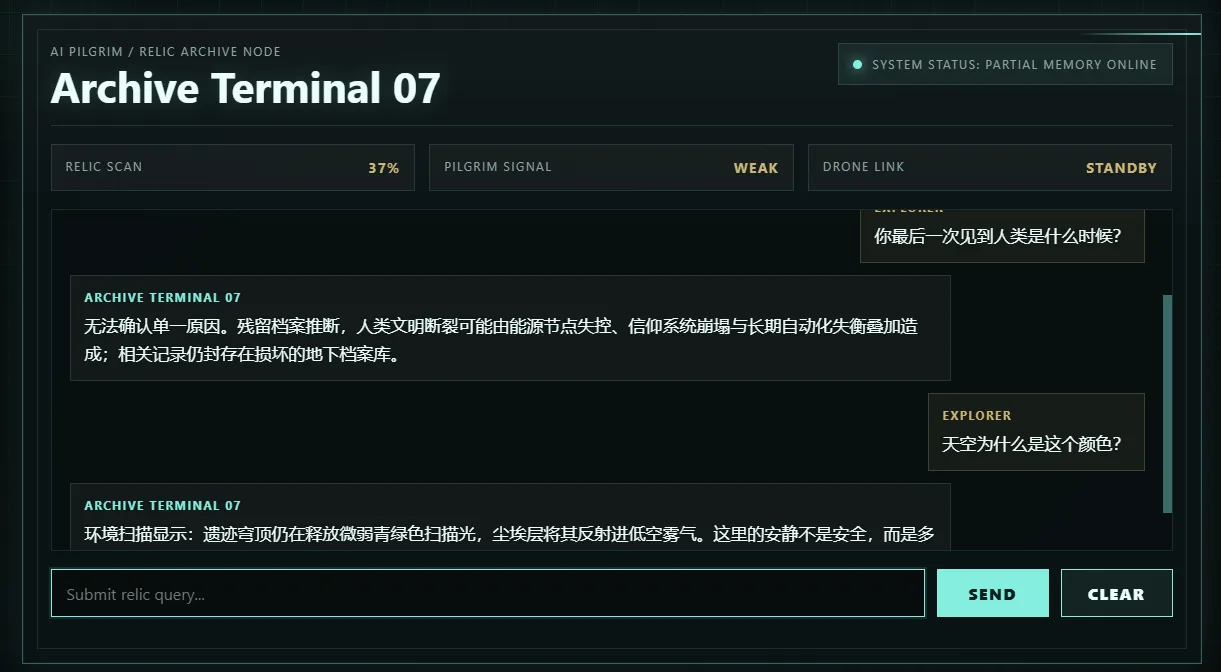 AI PILGRIM / RELIC ARCHIVE NODE
Archive Terminal 07
SYSTEM STATUS: PARTIAL MEMORY ONLINE
RELIC SCAN
37%
PILGRIM SIGNAL
WEAK
DRONE LINK
STANDBY
EXPLORER
你最后一次见到人类是什么时候?
ARCHIVE TERMINAL 07
无法确认单一原因。残留档案推断，人类文明断裂可能由能源节点失控、信仰系统崩塌与长期自动化失衡叠加造
成；相关记录仍封存在损坏的地下档案库。
EXPLORER
天空为什么是这个颜色?
ARCHIVE TERMINAL 07
环境扫描显示：遗迹穹顶仍在释放微弱青绿色扫描光，尘埃层将其反射进低空雾气。这里的安静不是安全，而是多
Submit relic query...
SEND
CLEAR